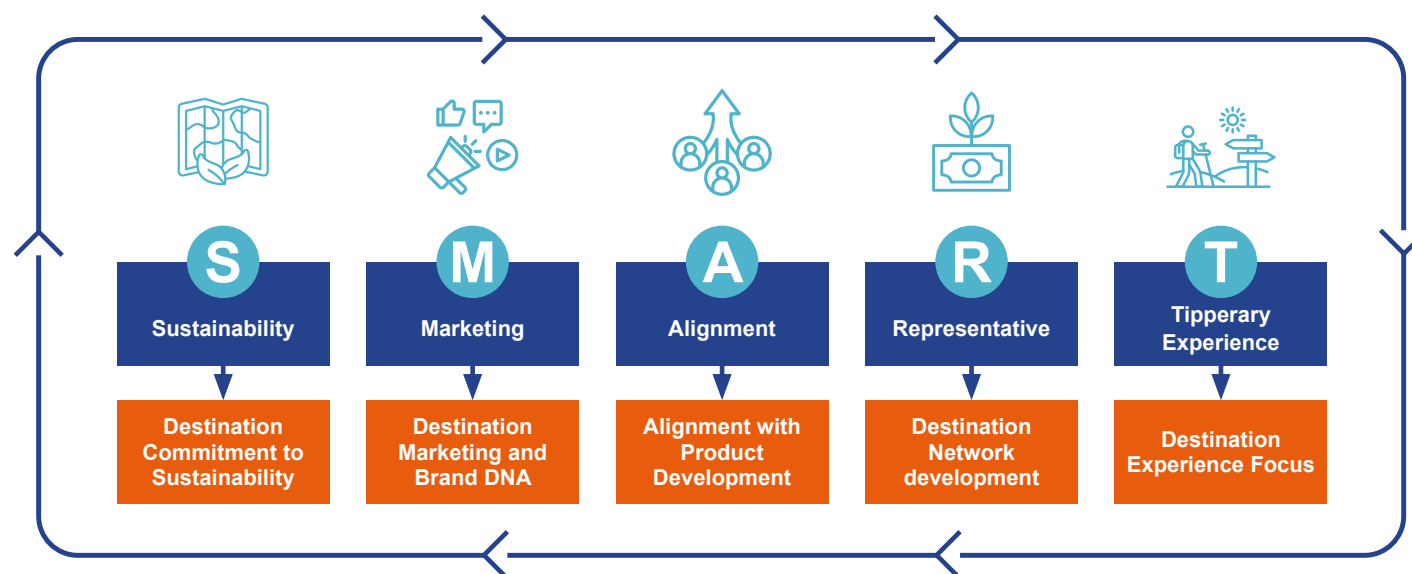 S
Sustainability
Destination
Commitment to
Sustainability
M
Marketing
Destination
Marketing and
Brand DNA
A
Alignment
Alignment with
Product
Development
R
Representative
Destination
Network
development
T
Tipperary
Experience
Destination
Experience Focus